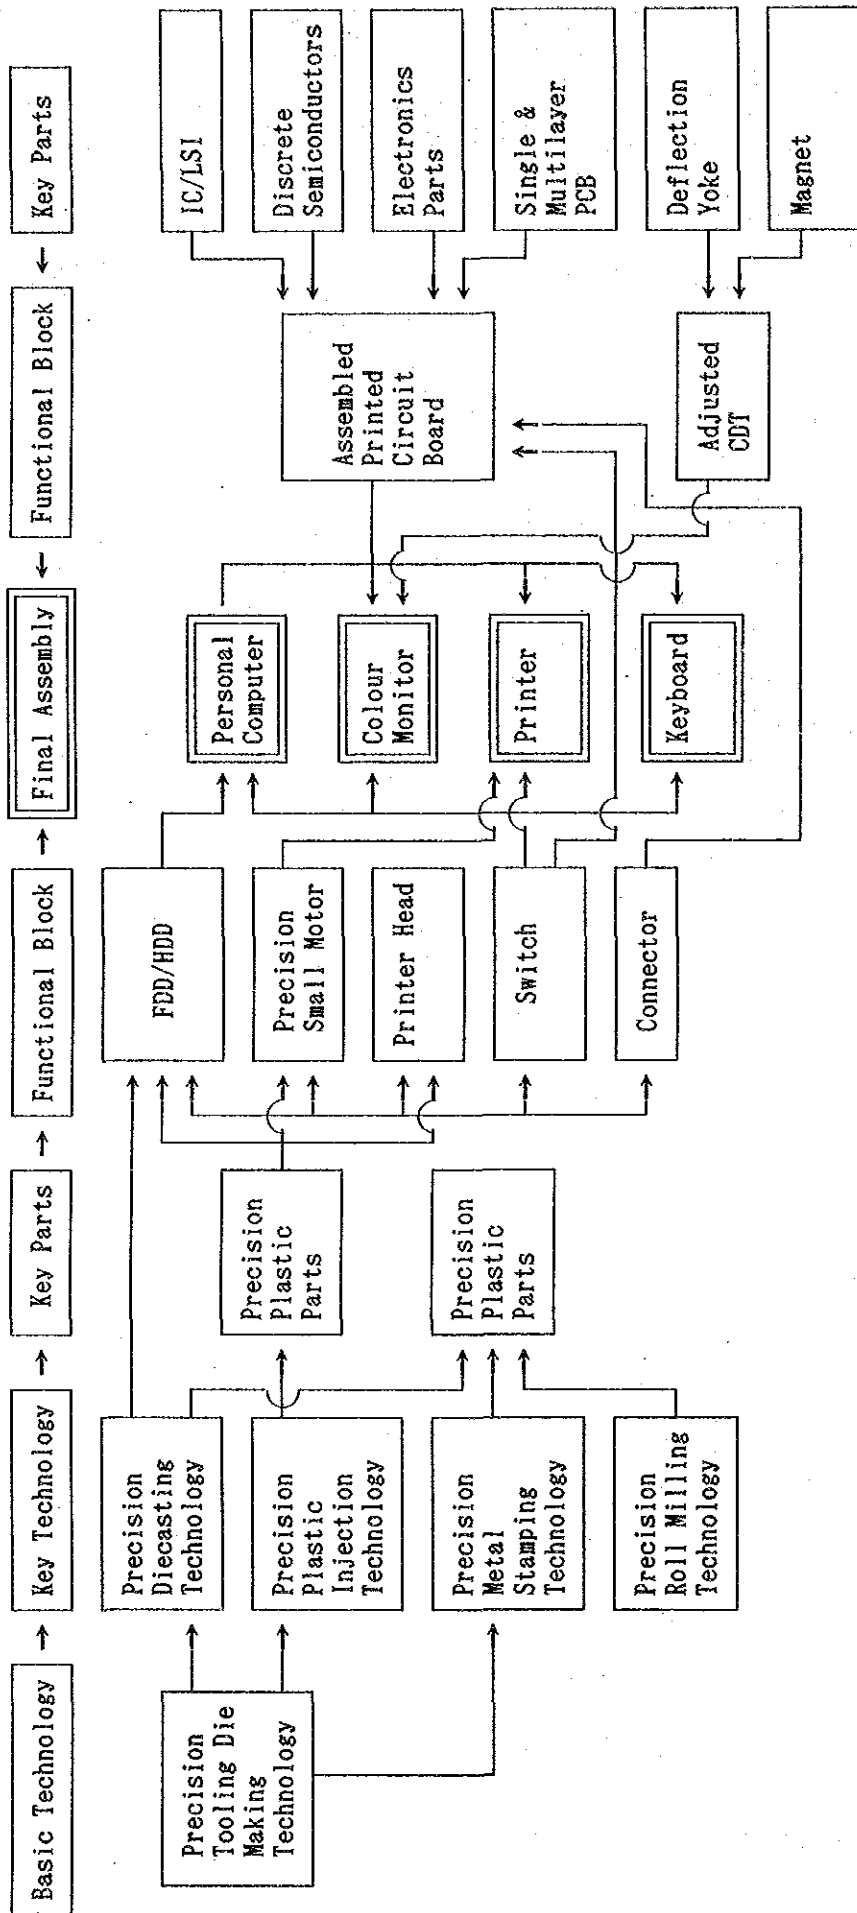 Basic Technology
Key Technology
Key Parts
Functional Block
Final Assembly
Functional Block
Key Parts
Precision
Tooling Die
Making
Technology
Precision
Diecasting
Technology
Precision
Plastic
Injection
Technology
Precision
Metal
Stamping
Technology
Precision
Roll Milling
Technology
Precision
Plastic
Parts
Precision
Plastic
Parts
FDD/HDD
Precision
Small Motor
Printer Head
Switch
Connector
Personal
Computer
Colour
Monitor
Printer
Keyboard
Assembled
Printed
Circuit
Board
Adjusted
CDT
IC/LSI
Discrete
Semiconductors
Electronics
Parts
Single &
Multilayer
PCB
Deflection
Yoke
Magnet